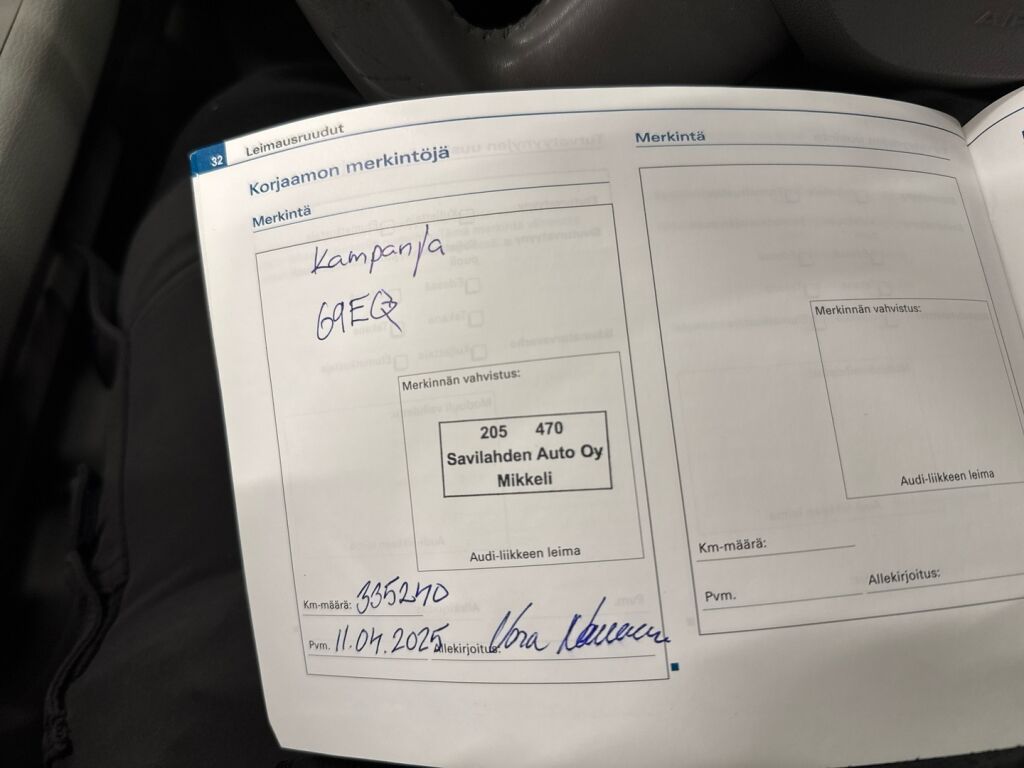 32 Leimausruudut
Korjaamon merkintöjä
Merkintä
Kampanja
69EQ
Merkinnän vahvistus:
205 470
Savilahden Auto Oy
Mikkeli
Audi-liikkeen leima
Km-määrä: 335240
Pvm. 11.04.2025 Allekirjoitus:
Merkintä
Merkinnän vahvistus:
Audi-liikkeen leima
Km-määrä:
Pvm.
Allekirjoitus: